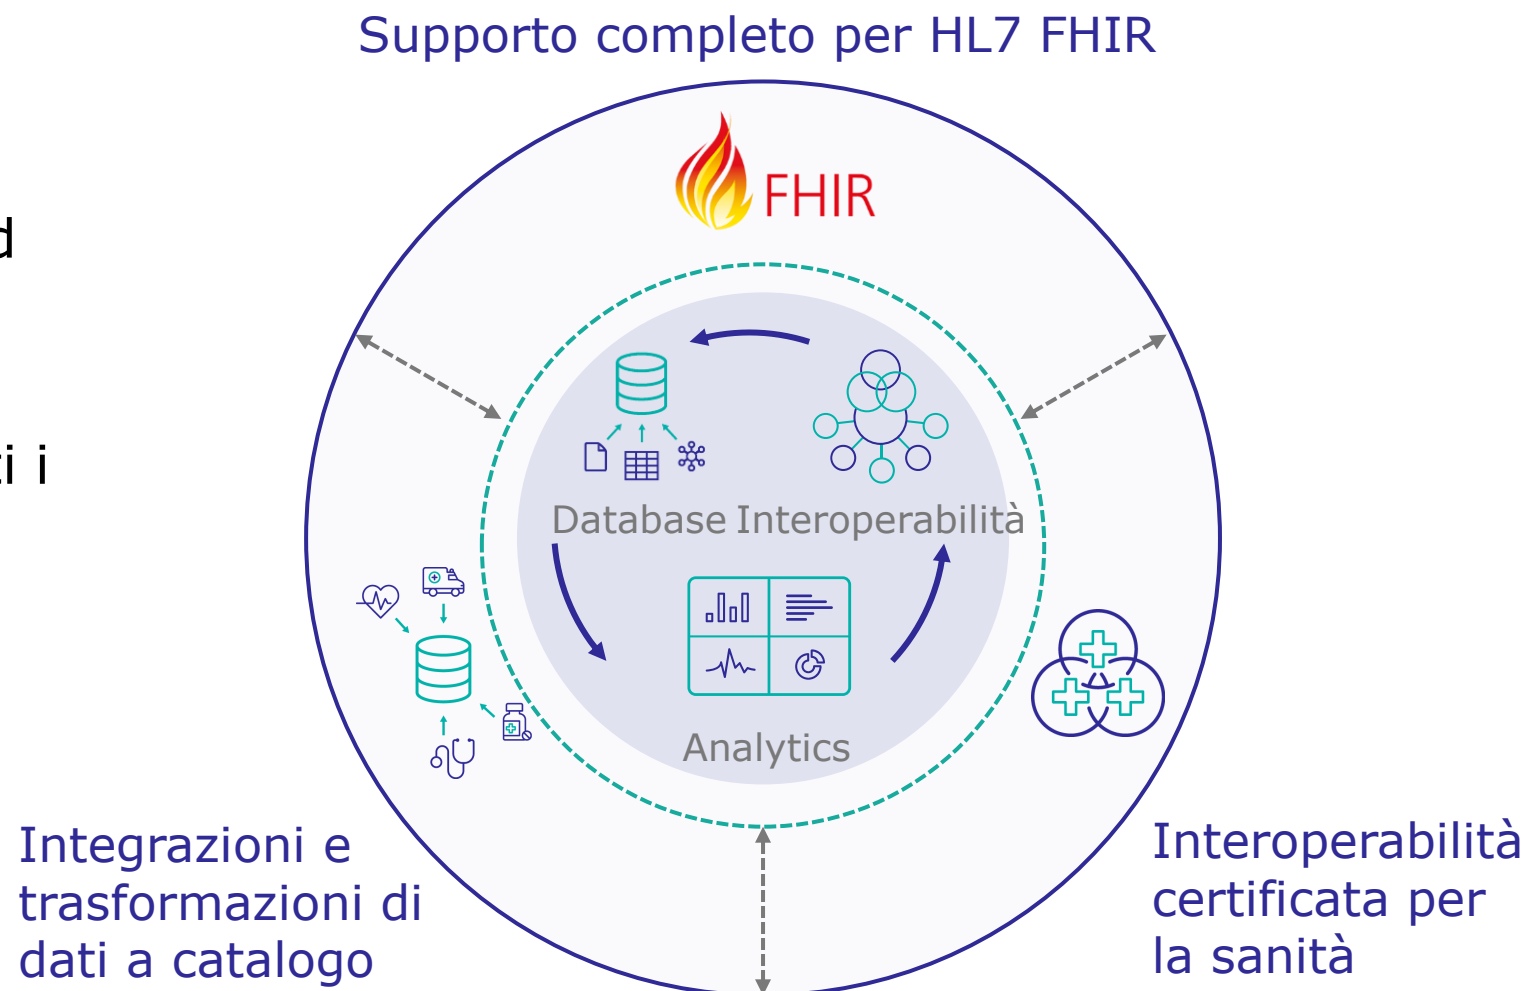 Supporto completo per HL7 FHIR
FHIR
d
i i
Database Interoperabilità
Analytics
Integrazioni e
trasformazioni di
dati a catalogo
Interoperabilità
certificata per
la sanità